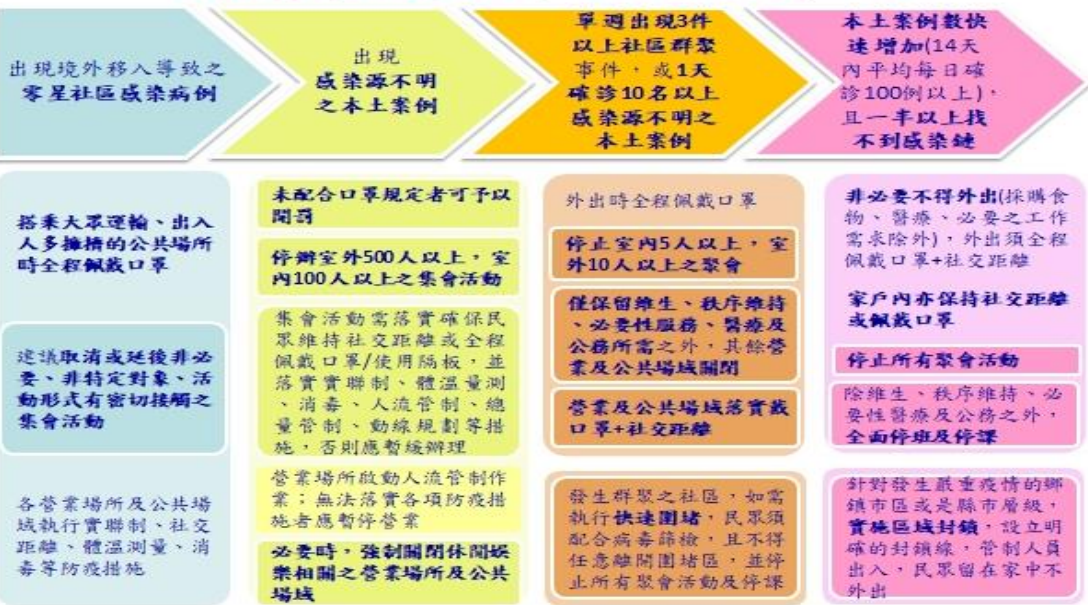 出現境外移入導致之
零星社區感染病例
出現
感染源不明
之本土案例
單週出現3件
以上社區群聚
事件，或1天
確診10名以上
感染源不明之
本土案例
本土案例數快
速增加(14天
內平均每日確
診100例以上)，
且一半以上找
不到感染鏈
搭乘大眾運輸、出入
人多擁擠的公共場所
時全程佩戴口罩
建議取消或延後非必
要、非特定對象、活
動形式有密切接觸之
集會活動
各營業場所及公共場
域執行實聯制、社交
距離、體溫測量、消
毒等防疫措施
未配合口罩規定者可予以
開罰
停辦室外500人以上，室
內100人以上之集會活動
集會活動需落實確保民
眾維持社交距離或全程
佩戴口罩/使用隔板，並
落實實聯制、體溫量測
、消毒、人流管制、總
量管制、動線規劃等措
施，否則應暫緩辦理
營業場所啟動人流管制作
業；無法落實各項防疫措
施者應暫停營業
必要時，強制關閉休閒娛
樂相關之營業場所及公共
場域
外出時全程佩戴口罩
停止室內5人以上，室
外10人以上之聚會
僅保留維生、秩序維持
、必要性服務、醫療及
公務所需之外，其餘營
業及公共場域關閉
營業及公共場域落實戴
口罩+社交距離
發生群聚之社區，如需
執行快速圍堵，民眾須
配合病毒篩檢，且不得
任意離開圍堵區，並停
止所有聚會活動及停課
非必要不得外出(採購食
物、醫療、必要之工作
需求除外)，外出須全程
佩戴口罩+社交距離
家戶內亦保持社交距離
或佩戴口罩
停止所有聚會活動
除維生、秩序維持、必
要性醫療及公務之外，
全面停班及停課
針對發生嚴重疫情的鄉
鎮市區或是縣市層級，
實施區域封鎖，設立明
確的封鎖線，管制人員
出入，民眾留在家中不
外出